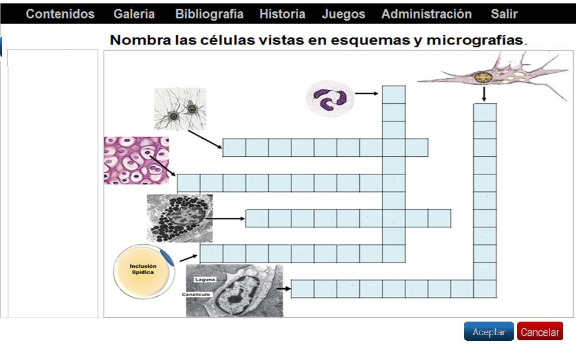 Contenidos Galería Bibliografía Historia Juegos Administración Salir
Nombra las células vistas en esquemas y micrografías.
Inclusión
lipídica
Laguna
Canalículo
Aceptar Cancelar